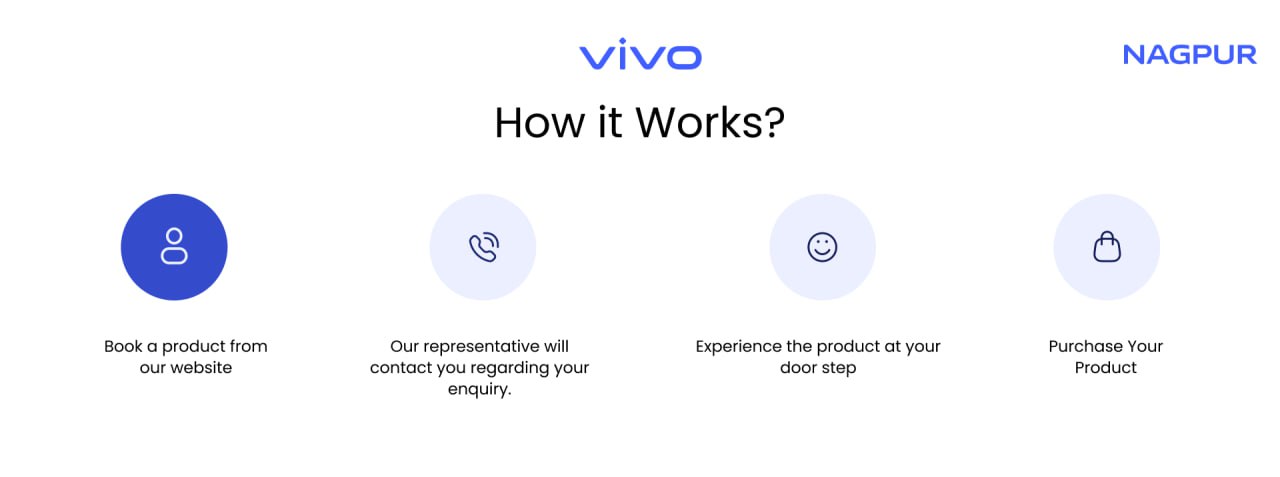 vivo
NAGPUR
How it Works?
Book a product from
our website
Our representative will
contact you regarding your
enquiry.
Experience the product at your
door step
Purchase Your
Product